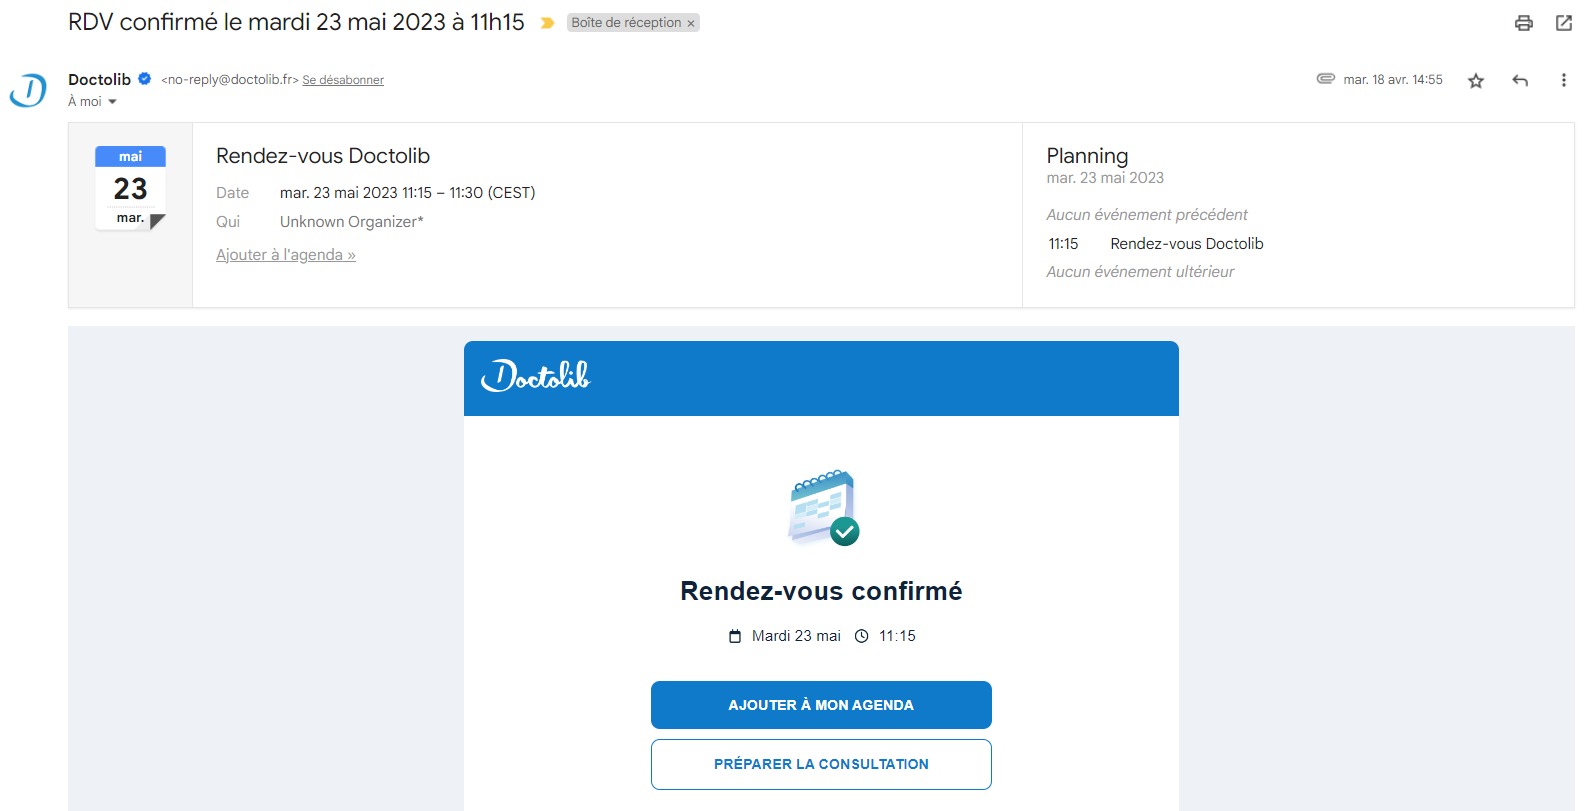 RDV confirmé le mardi 23 mai 2023 à 11h15
Boîte de réception ×
Doctolib <no-reply@doctolib.fr> Se désabonner
mar. 18 avr. 14:55
À moi
mai
23
mar.
Rendez-vous Doctolib
Date mar. 23 mai 2023 11:15 – 11:30 (CEST)
Qui Unknown Organizer*
Ajouter à l'agenda »
Planning
mar. 23 mai 2023
Aucun événement précédent
11:15 Rendez-vous Doctolib
Aucun événement ultérieur
Doctolib
Rendez-vous confirmé
Mardi 23 mai 11:15
AJOUTER À MON AGENDA
PRÉPARER LA CONSULTATION